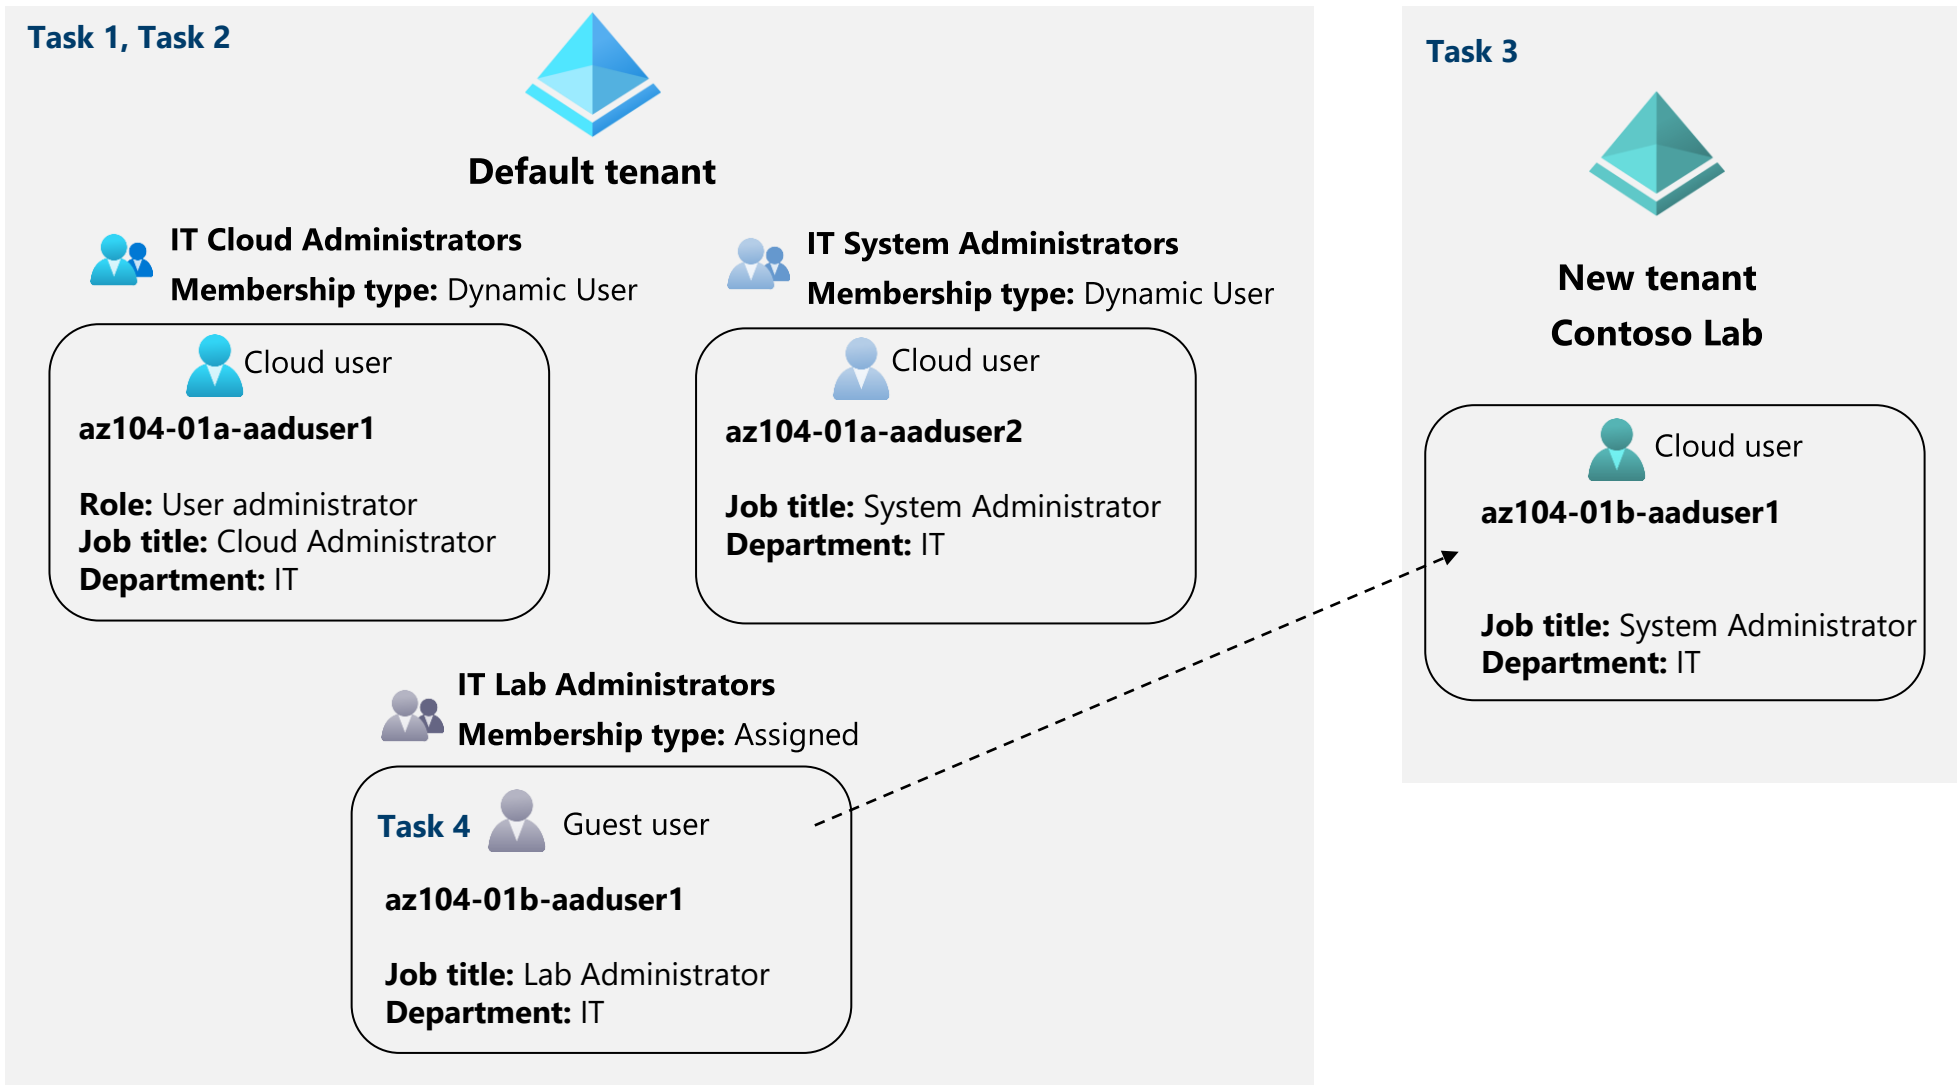 Task 1, Task 2
Default tenant
IT Cloud Administrators
Membership type: Dynamic User
Cloud user
az104-01a-aaduser1
Role: User administrator
Job title: Cloud Administrator
Department: IT
IT System Administrators
Membership type: Dynamic User
Cloud user
az104-01a-aaduser2
Job title: System Administrator
Department: IT
IT Lab Administrators
Membership type: Assigned
Task 4
Guest user
az104-01b-aaduser1
Job title: Lab Administrator
Department: IT
Task 3
New tenant
Contoso Lab
Cloud user
az104-01b-aaduser1
Job title: System Administrator
Department: IT